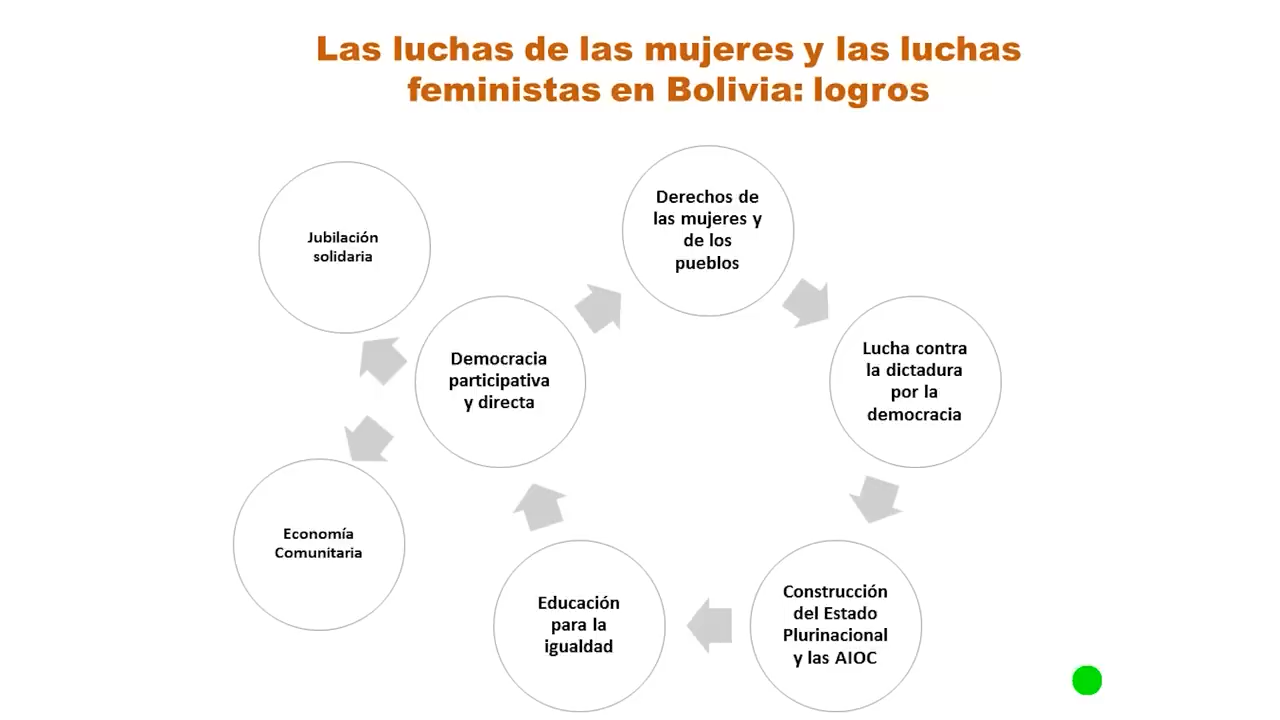 Las luchas de las mujeres y las luchas
feministas en Bolivia: logros
Jubilación
solidaria
Derechos de
las mujeres y
de los
pueblos
Democracia
participativa
y directa
Lucha contra
la dictadura
por la
democracia
Economía
Comunitaria
Educación
para la
igualdad
Construcción
del Estado
Plurinacional
y las AIOC